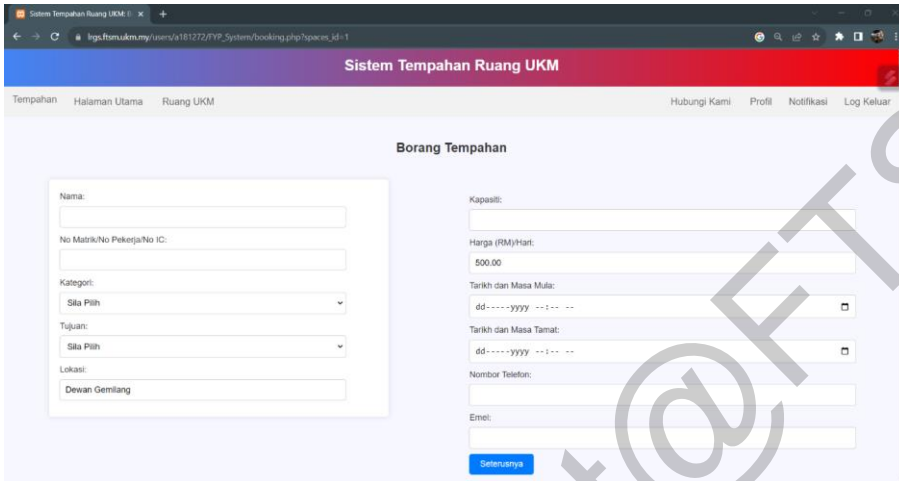 Sistem Tempahan Ruang UKM: B
lrgs.ftsm.ukm.my/users/a181272/FYP_System/booking.php?spaces_id=1
Sistem Tempahan Ruang UKM
Tempahan Halaman Utama Ruang UKM Hubungi Kami Profil Notifikasi Log Keluar
Borang Tempahan
Nama:
No Matrik/No Pekerja/No IC:
Kategori:
Sila Pilih
Tujuan:
Sila Pilih
Lokasi:
Dewan Gemilang
Kapasiti:
Harga (RM)/Hari:
500.00
Tarikh dan Masa Mula:
dd-----yyyy --:-- --
Tarikh dan Masa Tamat:
dd-----yyyy --:-- --
Nombor Telefon:
Emel:
Seterusnya
t@FTS